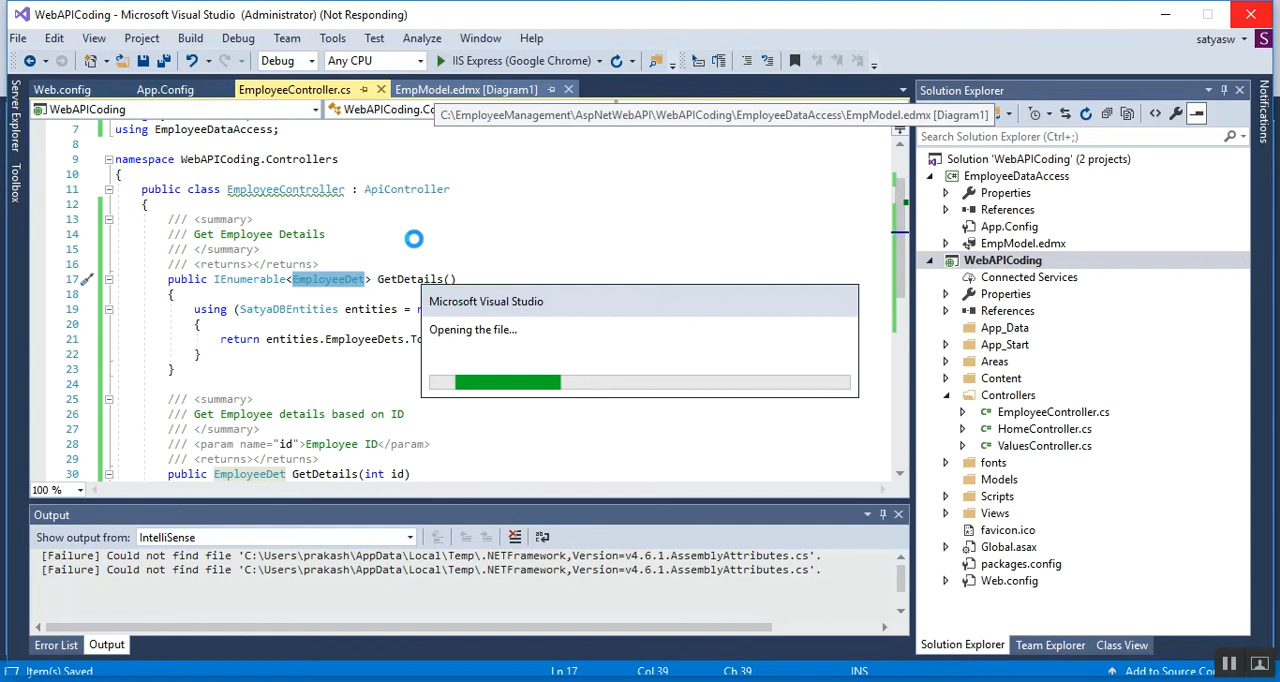 WebAPICoding - Microsoft Visual Studio (Administrator) (Not Responding)
File Edit View Project Build Debug Team Tools Test Analyze Window Help
satyasw S
Debug Any CPU IIS Express (Google Chrome)
Web.config App.Config EmployeeController.cs EmpModel.edmx [Diagram1]
WebAPICoding WebAPICoding.Co
C:\EmployeeManagement\AspNetWebAPI\WebAPICoding\EmployeeDataAccess\EmpModel.edmx [Diagram1]
7 using EmployeeDataAccess;
8
9 namespace WebAPICoding.Controllers
10 {
11 public class EmployeeController : ApiController
12 {
13 /// <summary>
14 /// Get Employee Details
15 /// </summary>
16 /// <returns></returns>
17 public IEnumerable<EmployeeDet> GetDetails()
18 {
19 using (SatyaDBEntities entities =
20 {
21 return entities.EmployeeDets.To
22 }
23 }
24
25 /// <summary>
26 /// Get Employee details based on ID
27 /// </summary>
28 /// <param name="id">Employee ID</param>
29 /// <returns></returns>
30 public EmployeeDet GetDetails(int id)
100 %
Microsoft Visual Studio
Opening the file...
Server Explorer
Toolbox
Output
Show output from: IntelliSense
[Failure] Could not find file 'C:\Users\prakash\AppData\Local\Temp\.NETFramework,Version=v4.6.1.AssemblyAttributes.cs'.
[Failure] Could not find file 'C:\Users\prakash\AppData\Local\Temp\.NETFramework,Version=v4.6.1.AssemblyAttributes.cs'.
Error List Output
Solution Explorer
Search Solution Explorer (Ctrl+;)
Solution 'WebAPICoding' (2 projects)
EmployeeDataAccess
Properties
References
App.Config
EmpModel.edmx
WebAPICoding
Connected Services
Properties
References
App_Data
App_Start
Areas
Content
Controllers
EmployeeController.cs
HomeController.cs
ValuesController.cs
fonts
Models
Scripts
Views
favicon.ico
Global.asax
packages.config
Web.config
Solution Explorer Team Explorer Class View
Notifications
Item(s) Saved Ln 17 Col 39 Ch 39 INS Add to Source Co